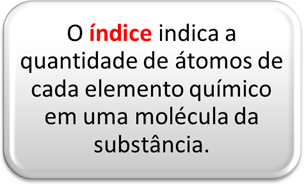 O índice indica a
quantidade de átomos de
cada elemento químico
em uma molécula da
substância.